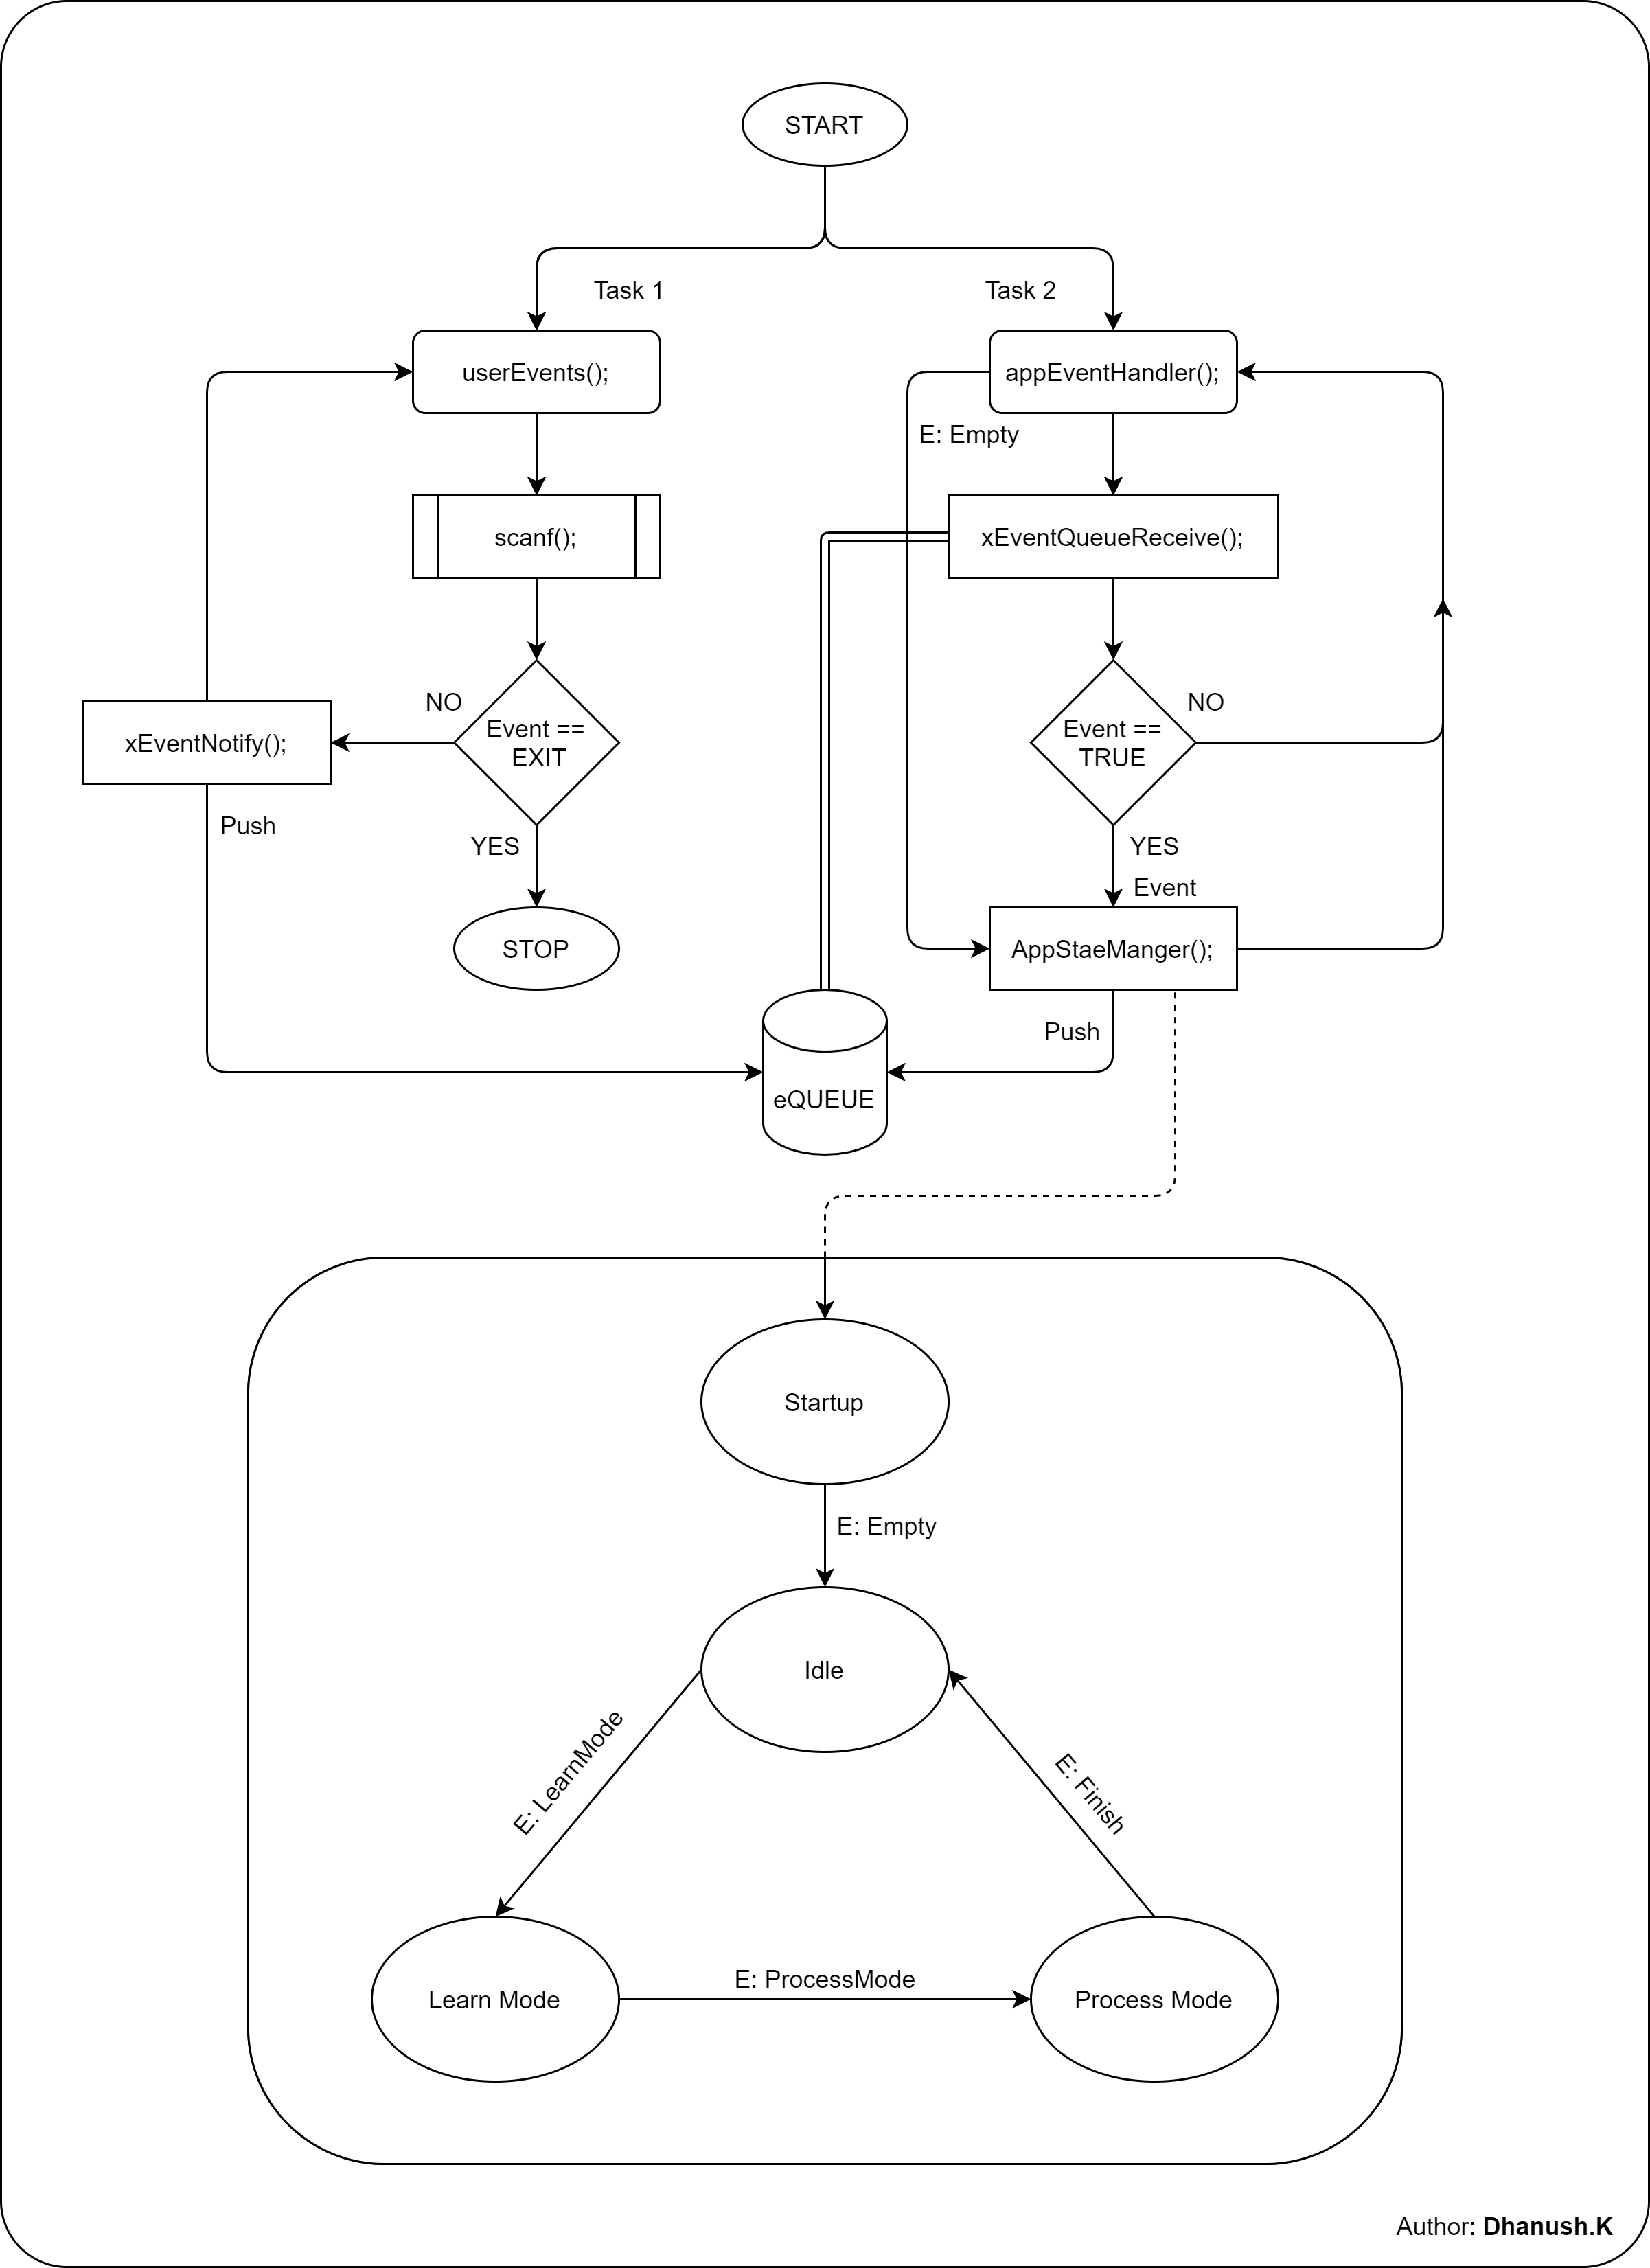 START
Task 1
Task 2
userEvents();
appEventHandler();
E: Empty
scanf();
xEventQueueReceive();
NO
NO
Event ==
EXIT
Event ==
TRUE
xEventNotify();
Push
YES
YES
Event
STOP
AppStaeManger();
Push
eQUEUE
Startup
E: Empty
Idle
E: LearnMode
E: Finish
E: ProcessMode
Learn Mode
Process Mode
Author: Dhanush.K